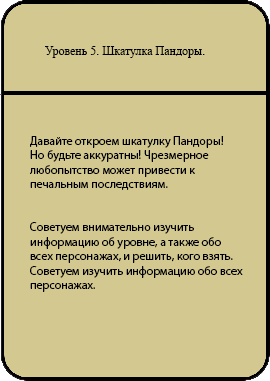 Уровень 5. Шкатулка Пандоры.
Давайте откроем шкатулку Пандоры!
Но будьте аккуратны! Чрезмерное
любопытство может привести к
печальным последствиям.
Советуем внимательно изучить
информацию об уровне, а также обо
всех персонажах, и решить, кого взять.
Советуем изучить информацию обо всех
персонажах.